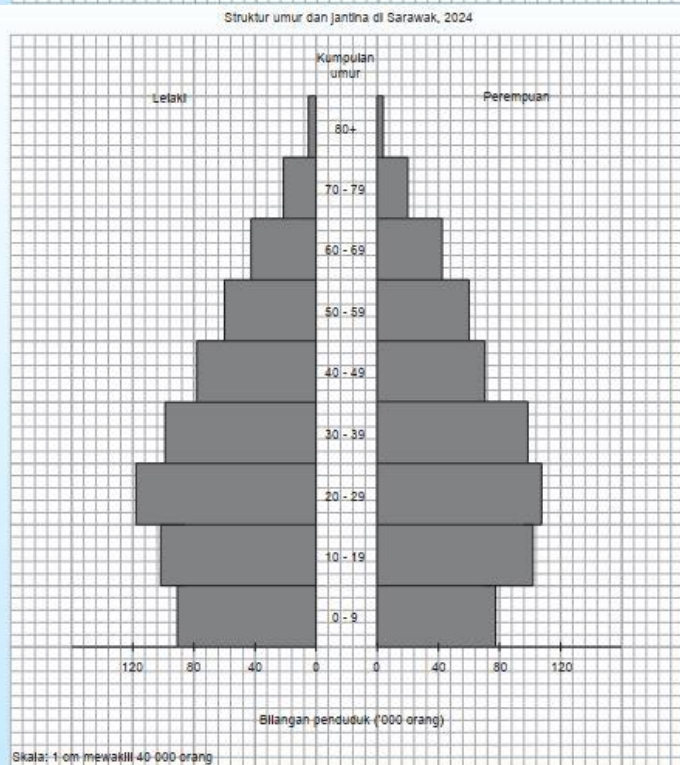 Struktur umur dan jantina di Sarawak, 2024
Kumpulan
umur
Lelaki
Perempuan
80+
70 - 79
60 - 69
50 - 59
40 - 49
30 - 39
20 - 29
10 - 19
0 - 9
120 80 40 0 0 40 80 120
Bilangan penduduk ('000 orang)
Skala: 1 cm mewakili 40 000 orang